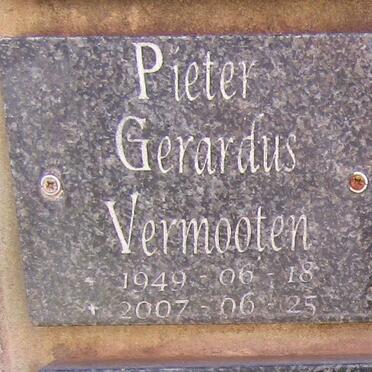 Pieter
Gerardus
Vermooten
* 1949 - 06 - 18
+ 2007 - 06 - 25